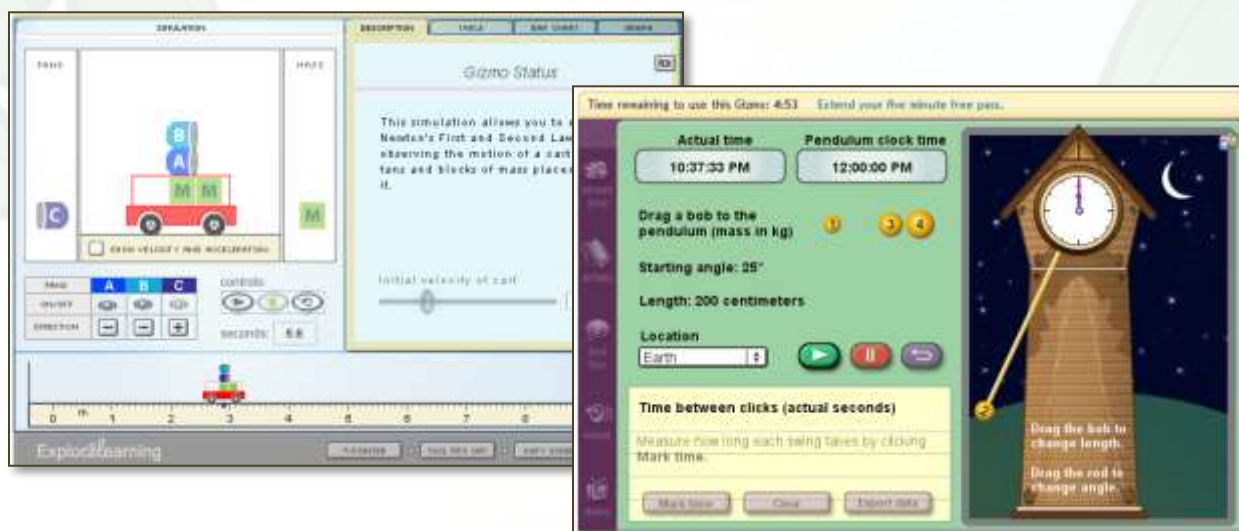 SIMULATION
DESCRIPTION
TABLE
BAR CHART
FANS
MASS
Gizmo Status
This simulation allows you to
Newton's First and Second Law
observing the motion of a cart
fans and blocks of mass place
it.
B
A
M M
C
M
SHOW VELOCITY AND ACCELERATION
Initial velocity of cart
FANS A B C
ON/OFF
DIRECTION
controls
seconds: 6.6
0 m 1 2 3 4 5 6 7 8
ExploreLearning
Time remaining to use this Gizmo: 4:53 Extend your five minute free pass.
Actual time
10:37:33 PM
Pendulum clock time
12:00:00 PM
Drag a bob to the
pendulum (mass in kg)
1 3 4
Starting angle: 25°
Length: 200 centimeters
Location
Earth
Time between clicks (actual seconds)
Measure how long each swing takes by clicking
Mark time.
Mark time
Clear
Export data
2
Drag the bob to
change length.
Drag the rod to
change angle.